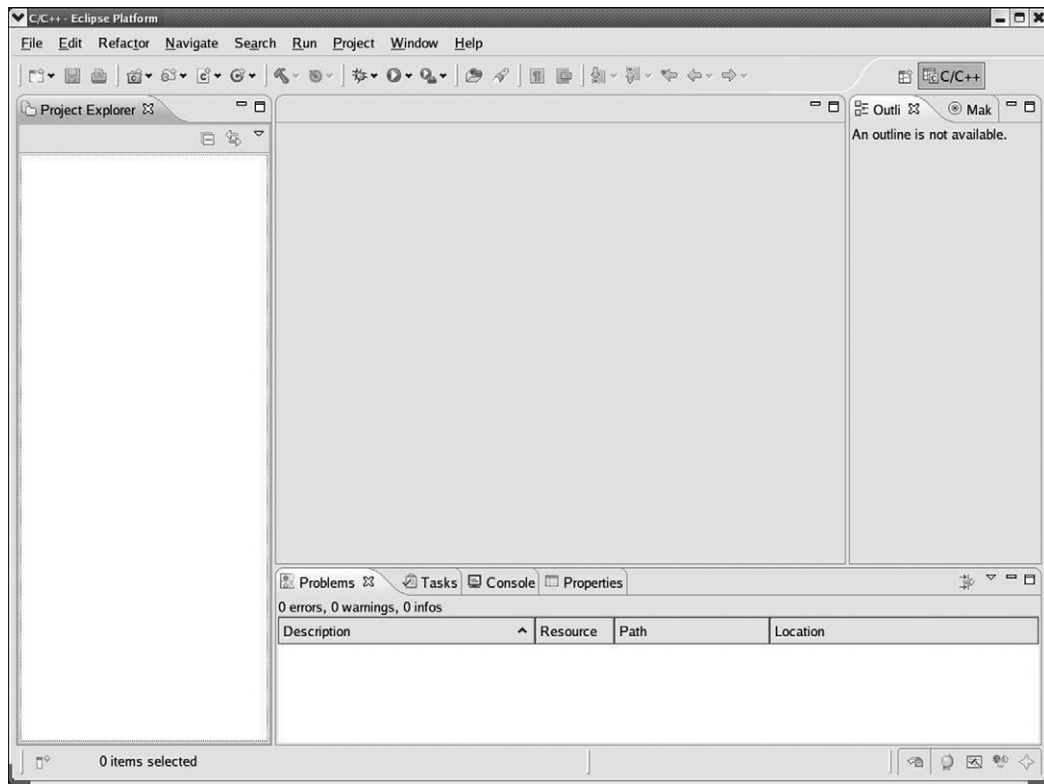 C/C++ - Eclipse Platform
File Edit Refactor Navigate Search Run Project Window Help
C/C++
Project Explorer
Outli Mak
An outline is not available.
Problems Tasks Console Properties
0 errors, 0 warnings, 0 infos
Description Resource Path Location
0 items selected